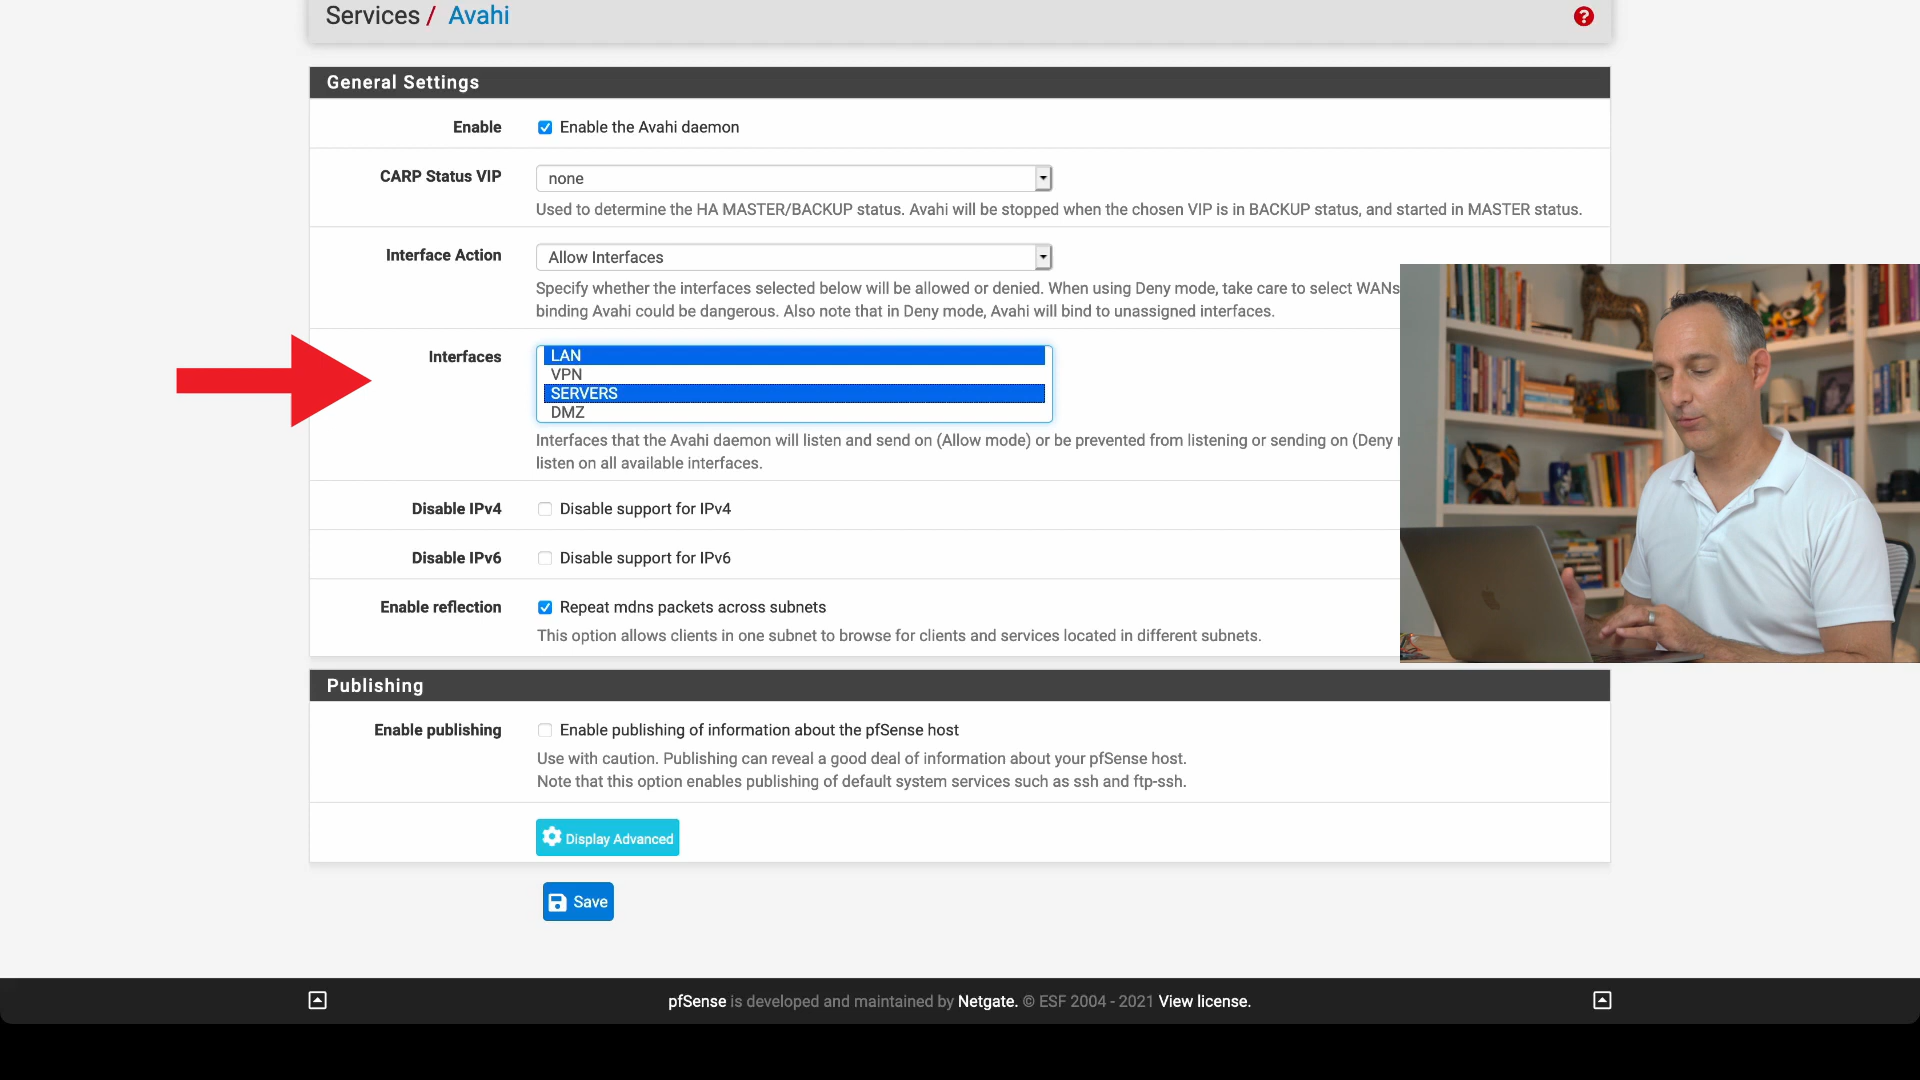 Services / Avahi
?
General Settings
Enable
Enable the Avahi daemon
CARP Status VIP
none
Used to determine the HA MASTER/BACKUP status. Avahi will be stopped when the chosen VIP is in BACKUP status, and started in MASTER status.
Interface Action
Allow Interfaces
Specify whether the interfaces selected below will be allowed or denied. When using Deny mode, take care to select WANs
binding Avahi could be dangerous. Also note that in Deny mode, Avahi will bind to unassigned interfaces.
Interfaces
LAN
VPN
SERVERS
DMZ
Interfaces that the Avahi daemon will listen and send on (Allow mode) or be prevented from listening or sending on (Deny
listen on all available interfaces.
Disable IPv4
Disable support for IPv4
Disable IPv6
Disable support for IPv6
Enable reflection
Repeat mdns packets across subnets
This option allows clients in one subnet to browse for clients and services located in different subnets.
Publishing
Enable publishing
Enable publishing of information about the pfSense host
Use with caution. Publishing can reveal a good deal of information about your pfSense host.
Note that this option enables publishing of default system services such as ssh and ftp-ssh.
Display Advanced
Save
pfSense is developed and maintained by Netgate. © ESF 2004 - 2021 View license.